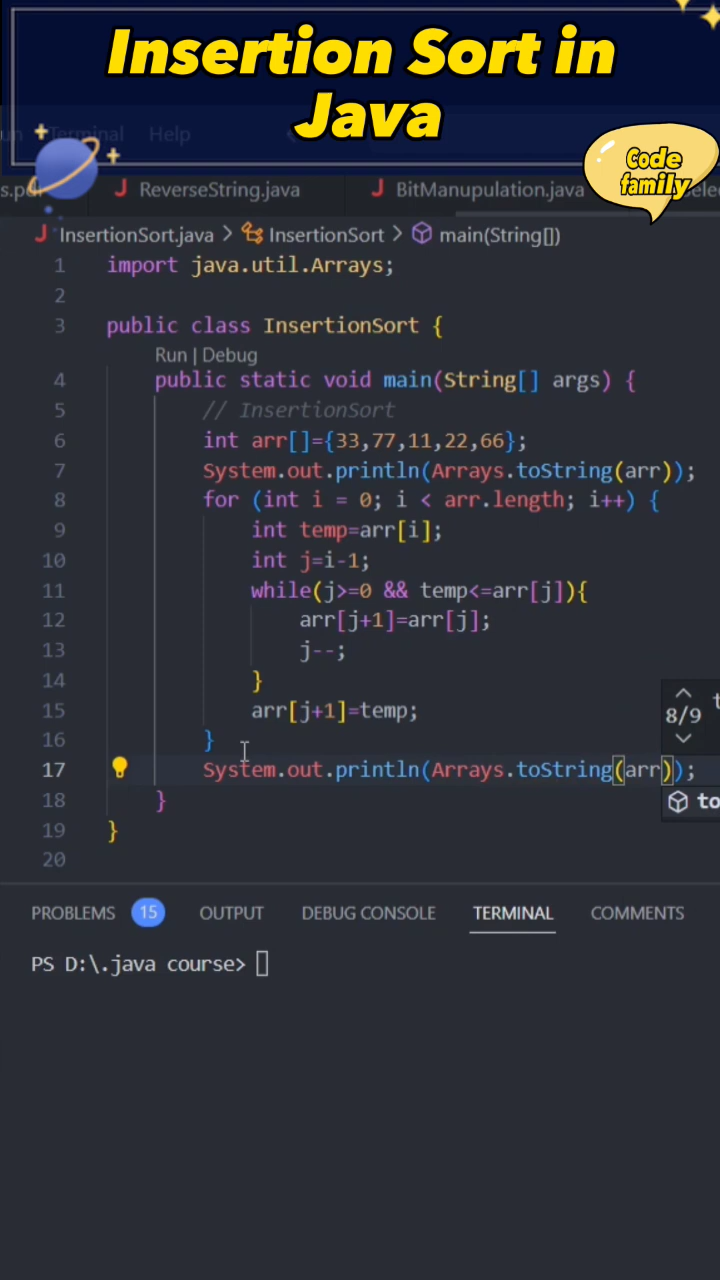 Insertion Sort in
Java
Terminal Help
Code
family
ReverseString.java
BitManupulation.java
InsertionSort.java > InsertionSort > main(String[])
1 import java.util.Arrays;
2
3 public class InsertionSort {
Run | Debug
4 public static void main(String[] args) {
5 // InsertionSort
6 int arr[]={33,77,11,22,66};
7 System.out.println(Arrays.toString(arr));
8 for (int i = 0; i < arr.length; i++) {
9 int temp=arr[i];
10 int j=i-1;
11 while(j>=0 && temp<=arr[j]){
12 arr[j+1]=arr[j];
13 j--;
14 }
15 arr[j+1]=temp;
8/9
16 }
17 System.out.println(Arrays.toString(arr));
18 }
to
19 }
20
PROBLEMS 15 OUTPUT DEBUG CONSOLE TERMINAL COMMENTS
PS D:\.java course>